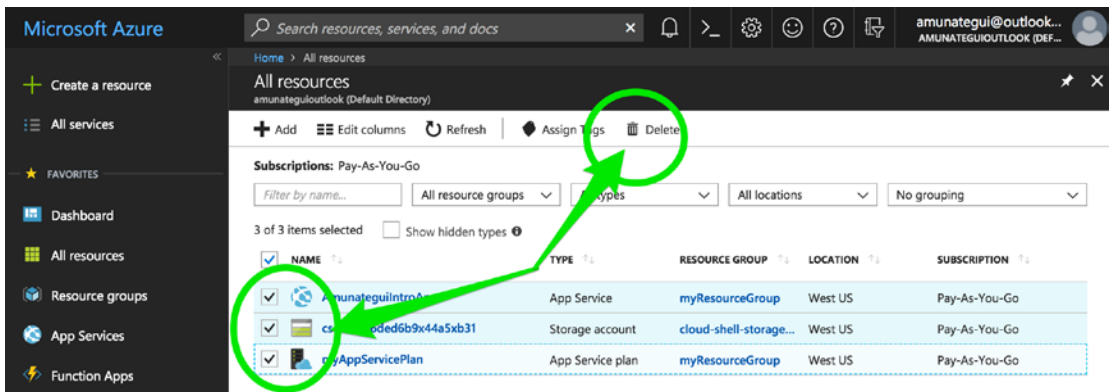 Microsoft Azure
Search resources, services, and docs
amunategui@outlook...
AMUNATEGUIOUTLOOK (DEF...
Home > All resources
All resources
amunateguioutlook (Default Directory)
Create a resource
All services
FAVORITES
Dashboard
All resources
Resource groups
App Services
Function Apps
Add Edit columns Refresh Assign Tags Delete
Subscriptions: Pay-As-You-Go
Filter by name... All resource groups types All locations No grouping
3 of 3 items selected Show hidden types
NAME TYPE RESOURCE GROUP LOCATION SUBSCRIPTION
App Service myResourceGroup West US Pay-As-You-Go
Storage account cloud-shell-storage... West US Pay-As-You-Go
myAppServicePlan App Service plan myResourceGroup West US Pay-As-You-Go